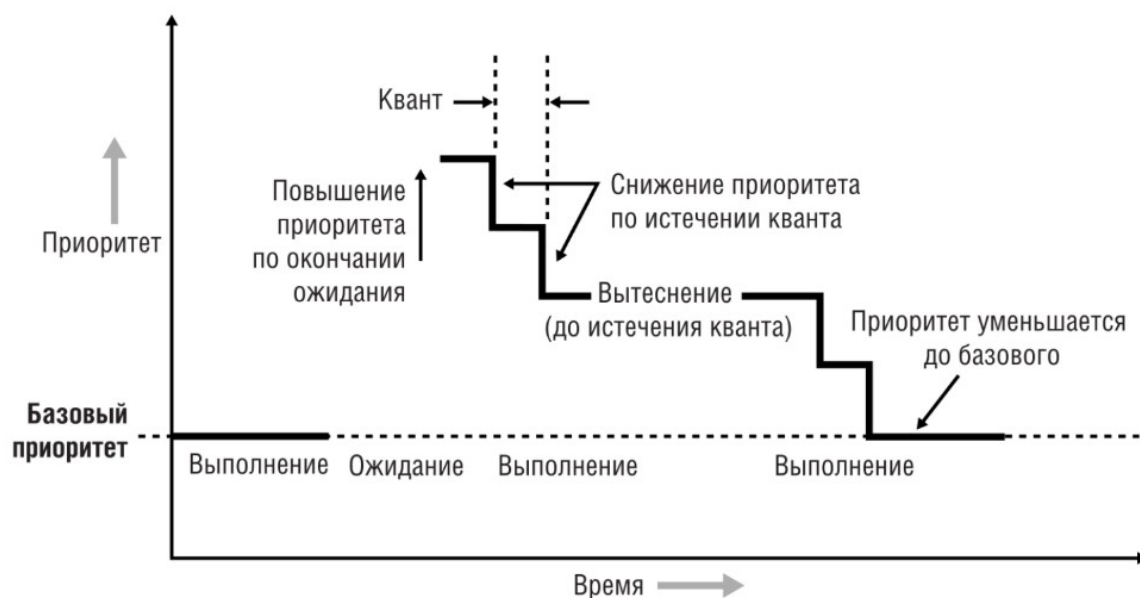 Квант
Повышение
приоритета
по окончании
ожидания
Снижение приоритета
по истечении кванта
Приоритет
Вытеснение
(до истечения кванта)
Приоритет уменьшается
до базового
Базовый
приоритет
Выполнение
Ожидание
Выполнение
Выполнение
Время